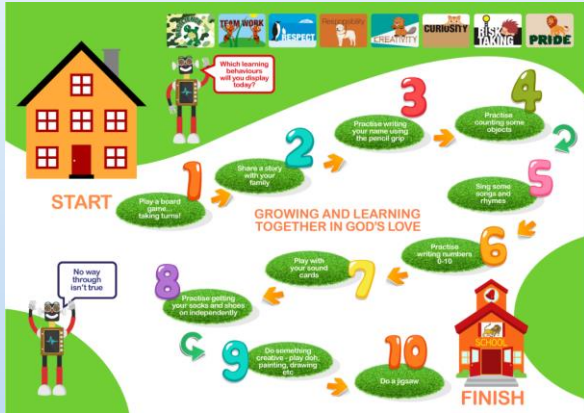 TEAM WORK
RESPECT
Responsibility
CREATIVITY
CURIOSITY
RISK
TAKING
PRIDE
Which learning
behaviours
will you display
today?
START
1
Play a board
game...
taking turns!
2
Share a story
with your
family
3
Practise writing
your name using
the pencil grip
4
Practise
counting some
objects
5
Sing some
songs and
rhymes
GROWING AND LEARNING
TOGETHER IN GOD'S LOVE
6
Practise
writing numbers
0-10
7
Play with
your sound
cards
8
Practise getting
your socks and shoes
on independently
No way
through
isn't true
9
Do something
creative - play doh,
painting, drawing
etc
10
Do a jigsaw
SCHOOL
FINISH